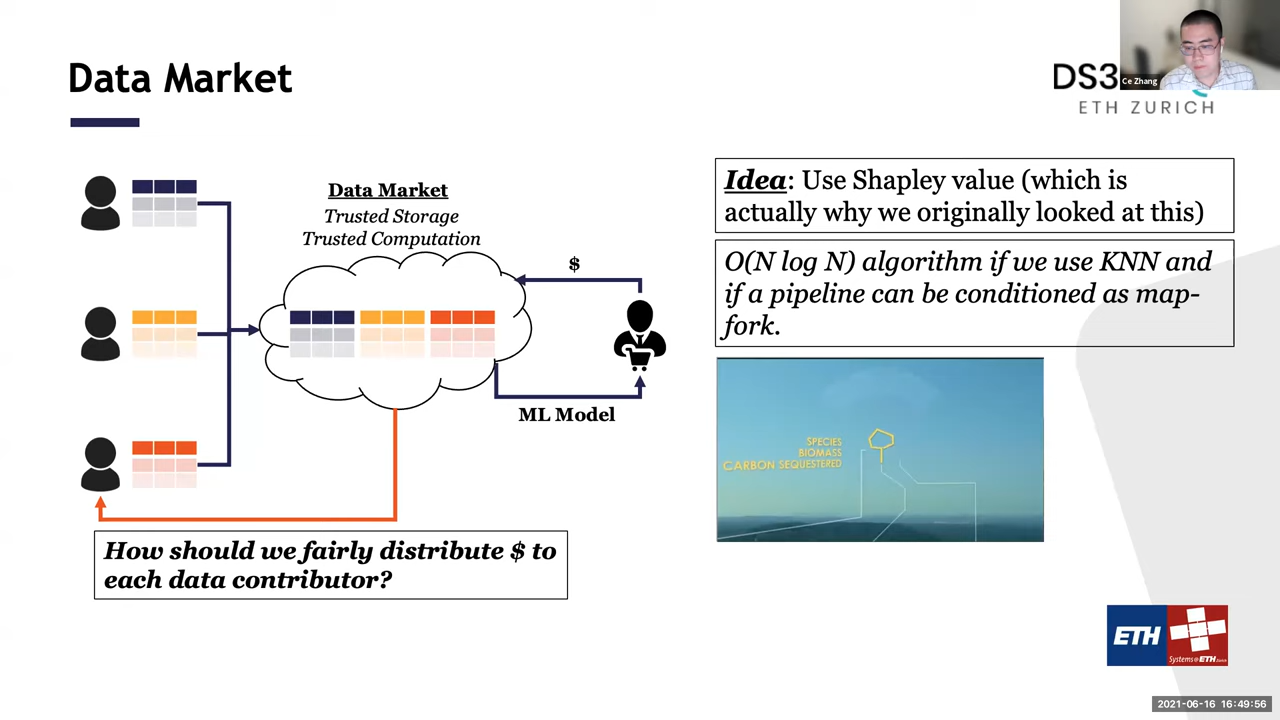 Data Market
DS3
Ce Zhang
ETH ZURICH
Data Market
Trusted Storage
Trusted Computation
$
ML Model
How should we fairly distribute $ to
each data contributor?
Idea: Use Shapley value (which is
actually why we originally looked at this)
O(N log N) algorithm if we use KNN and
if a pipeline can be conditioned as map-
fork.
SPECIES
BIOMASS
CARBON SEQUESTERED
ETH
Systems@ETH Zürich
2021-06-16 16:49:56